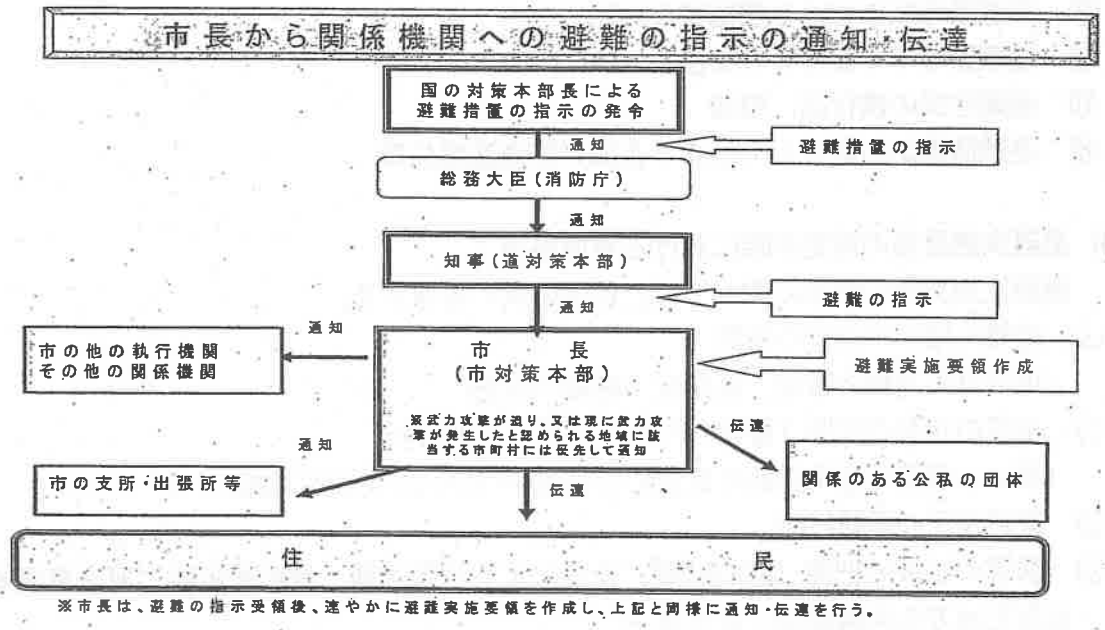 市長から関係機関への避難の指示の通知・伝達
国の対策本部長による
避難措置の指示の発令
通知
避難措置の指示
総務大臣(消防庁)
通知
知事(道対策本部)
通知
避難の指示
通知
市の他の執行機関
その他の関係機関
市 長
(市対策本部)
避難実施要領作成
※武力攻撃が迫り、又は現に武力攻
撃が発生したと認められる地域に該
当する市町村には優先して通知
伝達
通知
市の支所・出張所等
関係のある公私の団体
伝達
住 民
※市長は、避難の指示受領後、速やかに避難実施要領を作成し、上記と同様に通知・伝達を行う。